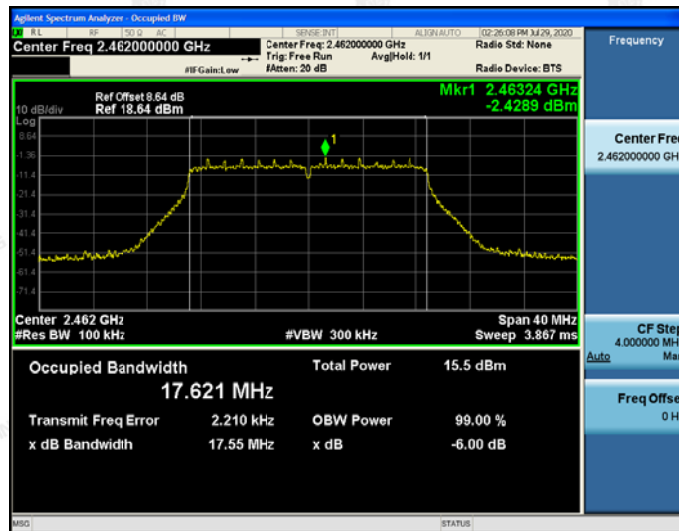 Agilent Spectrum Analyzer - Occupied BW
RL RF 50 Ω AC SENSE:INT ALIGN AUTO 02:26:08 PM Jul 29, 2020
Center Freq 2.462000000 GHz Center Freq: 2.462000000 GHz Radio Std: None
Trig: Free Run Avg|Hold: 1/1
#IFGain:Low #Atten: 20 dB Radio Device: BTS
Frequency
Ref Offset 8.64 dB Mkr1 2.46324 GHz
10 dB/div Ref 18.64 dBm -2.4289 dBm
Log
8.64
1
-1.36
-11.4
-21.4
-31.4
-41.4
-51.4
-61.4
-71.4
Center 2.462 GHz Span 40 MHz
#Res BW 100 kHz #VBW 300 kHz Sweep 3.867 ms
Occupied Bandwidth Total Power 15.5 dBm
17.621 MHz
Transmit Freq Error 2.210 kHz OBW Power 99.00 %
x dB Bandwidth 17.55 MHz x dB -6.00 dB
Center Fre
2.462000000 GH
CF Step
4.000000 MH
Auto Ma
Freq Offse
0 H
MSG STATUS